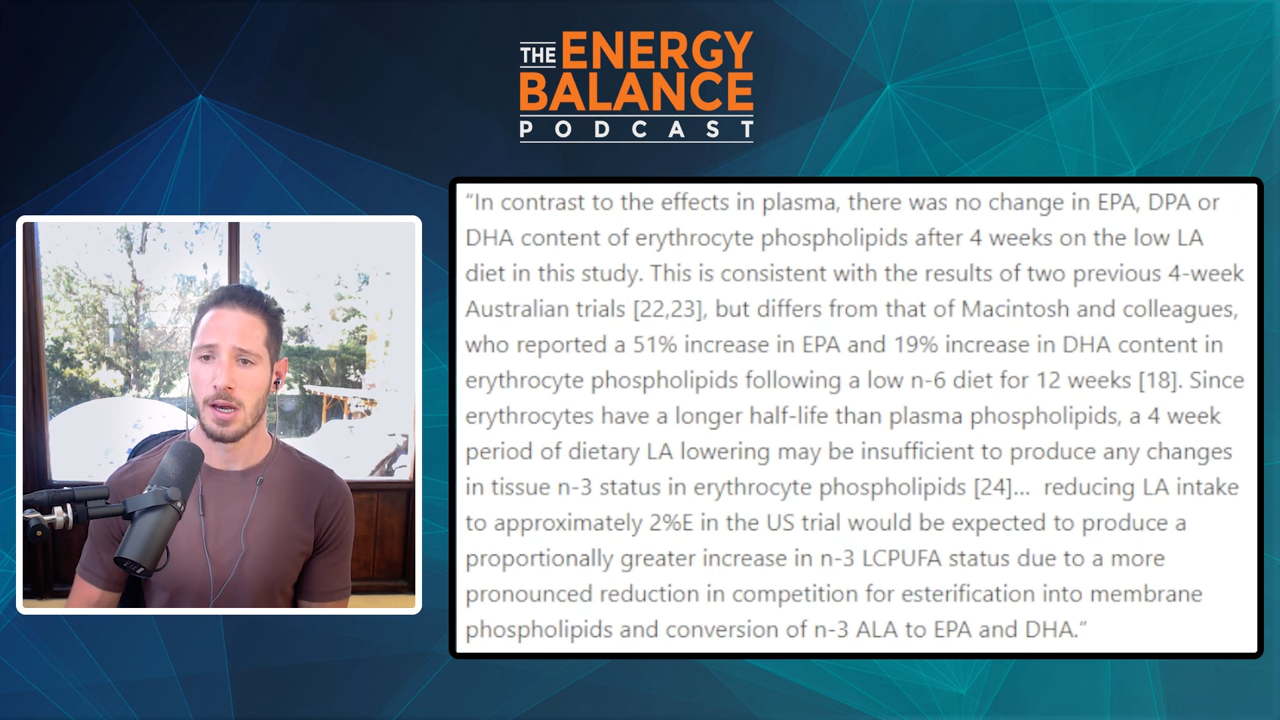 THE ENERGY
BALANCE
PODCAST
“In contrast to the effects in plasma, there was no change in EPA, DPA or
DHA content of erythrocyte phospholipids after 4 weeks on the low LA
diet in this study. This is consistent with the results of two previous 4-week
Australian trials [22,23], but differs from that of Macintosh and colleagues,
who reported a 51% increase in EPA and 19% increase in DHA content in
erythrocyte phospholipids following a low n-6 diet for 12 weeks [18]. Since
erythrocytes have a longer half-life than plasma phospholipids, a 4 week
period of dietary LA lowering may be insufficient to produce any changes
in tissue n-3 status in erythrocyte phospholipids [24]... reducing LA intake
to approximately 2%E in the US trial would be expected to produce a
proportionally greater increase in n-3 LCPUFA status due to a more
pronounced reduction in competition for esterification into membrane
phospholipids and conversion of n-3 ALA to EPA and DHA.”